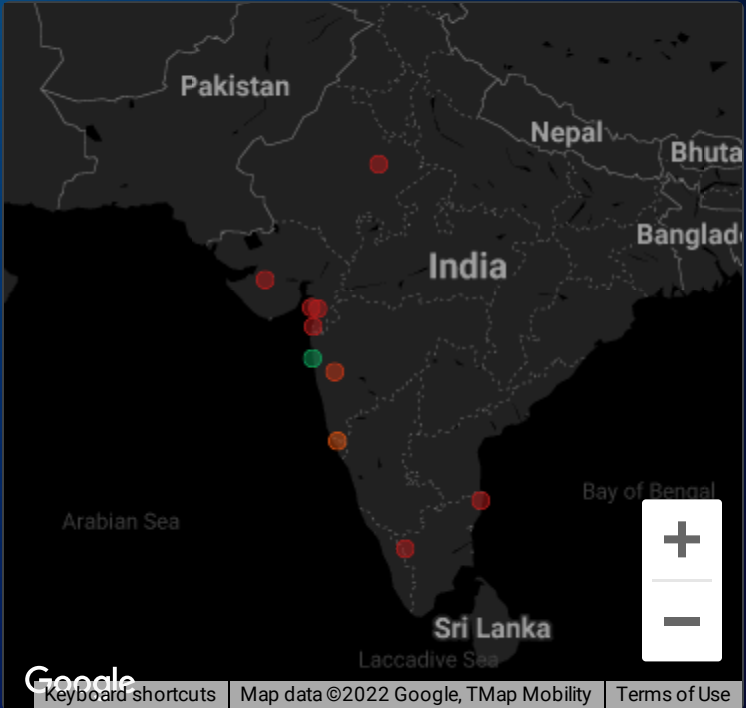 Pakistan
Nepal
Bhuta
Banglad
India
Bay of Bengal
Arabian Sea
Sri Lanka
Laccadive Sea
Google
Keyboard shortcuts Map data ©2022 Google, TMap Mobility Terms of Use